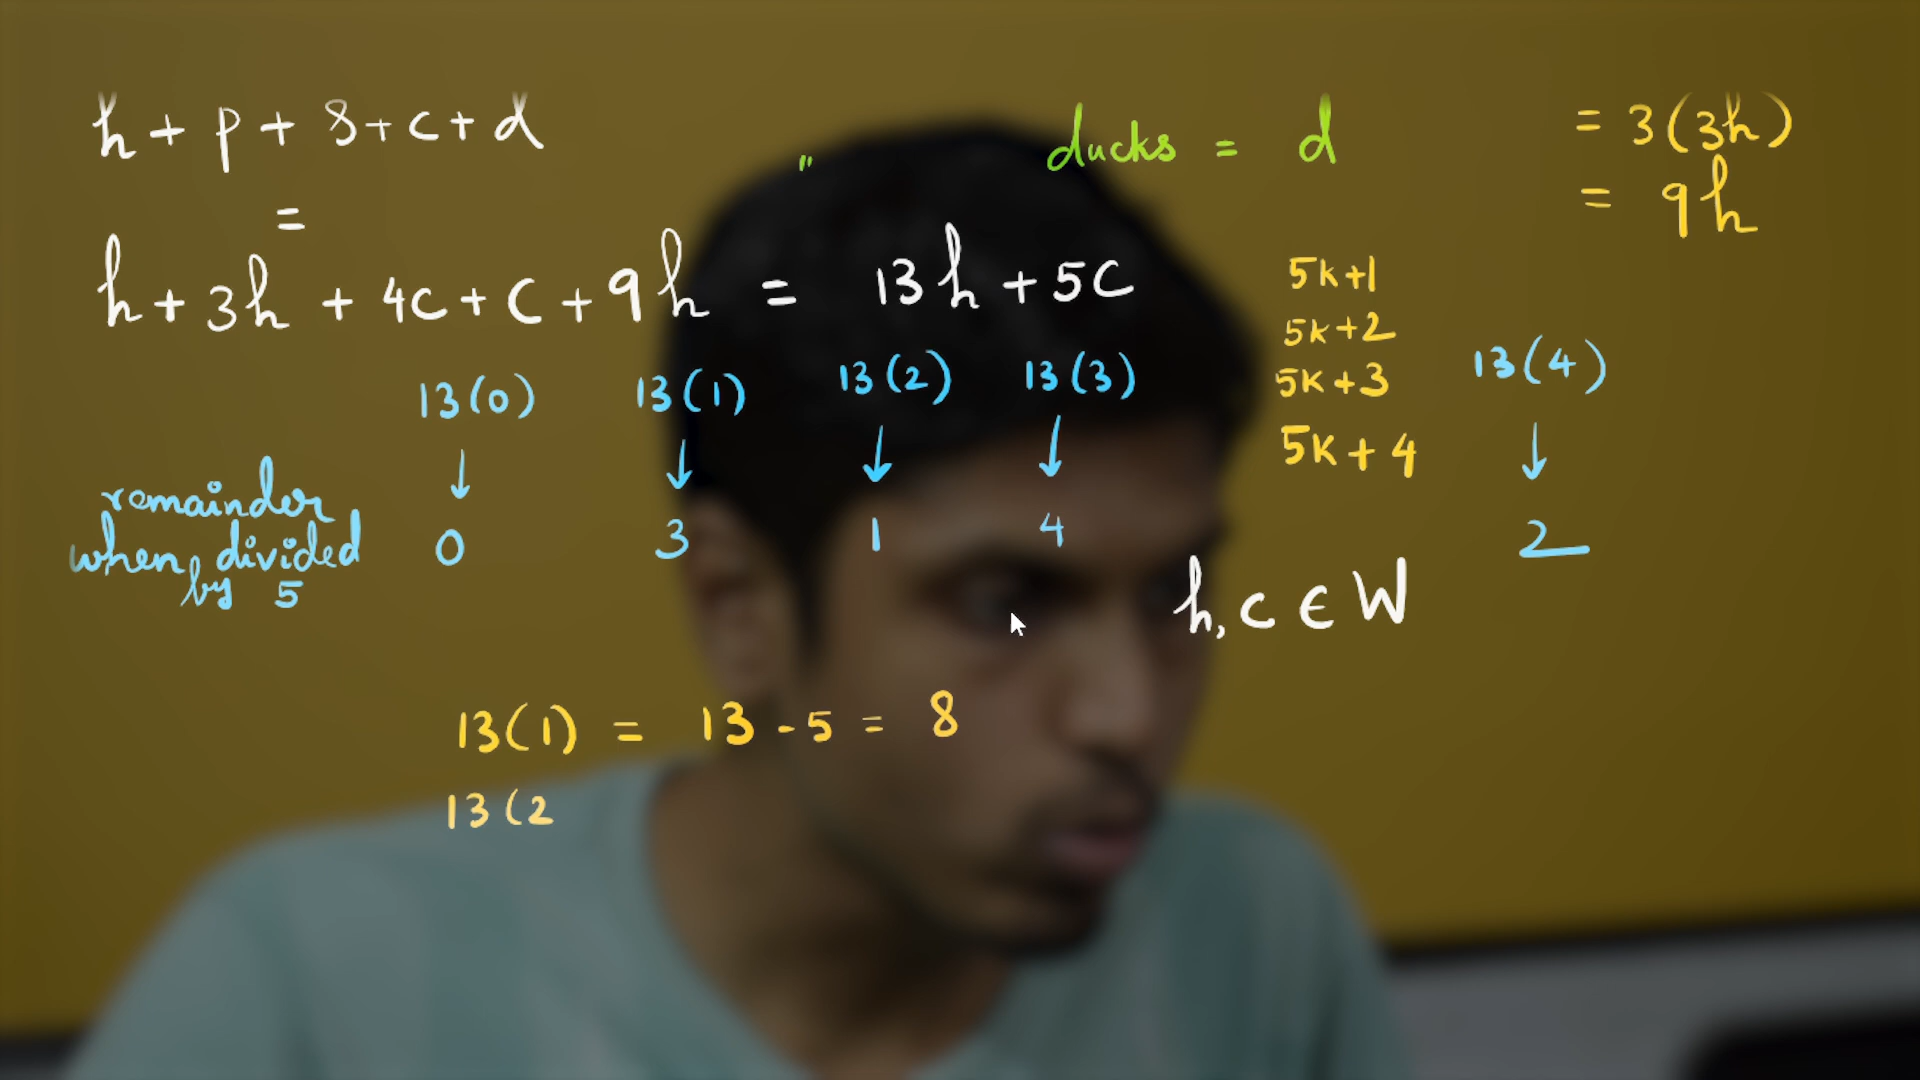 h + p + s + c + d
"
ducks = d
= 3(3h)
= 9h
=
h + 3h + 4c + c + 9h = 13h + 5c
5k+1
5k+2
5k+3
5k+4
13(0) 13(1) 13(2) 13(3) 13(4)
↓ ↓ ↓ ↓ ↓
remainder
when divided
by 5
0 3 1 4 2
h, c ∈ W
13(1) = 13 - 5 = 8
13(2